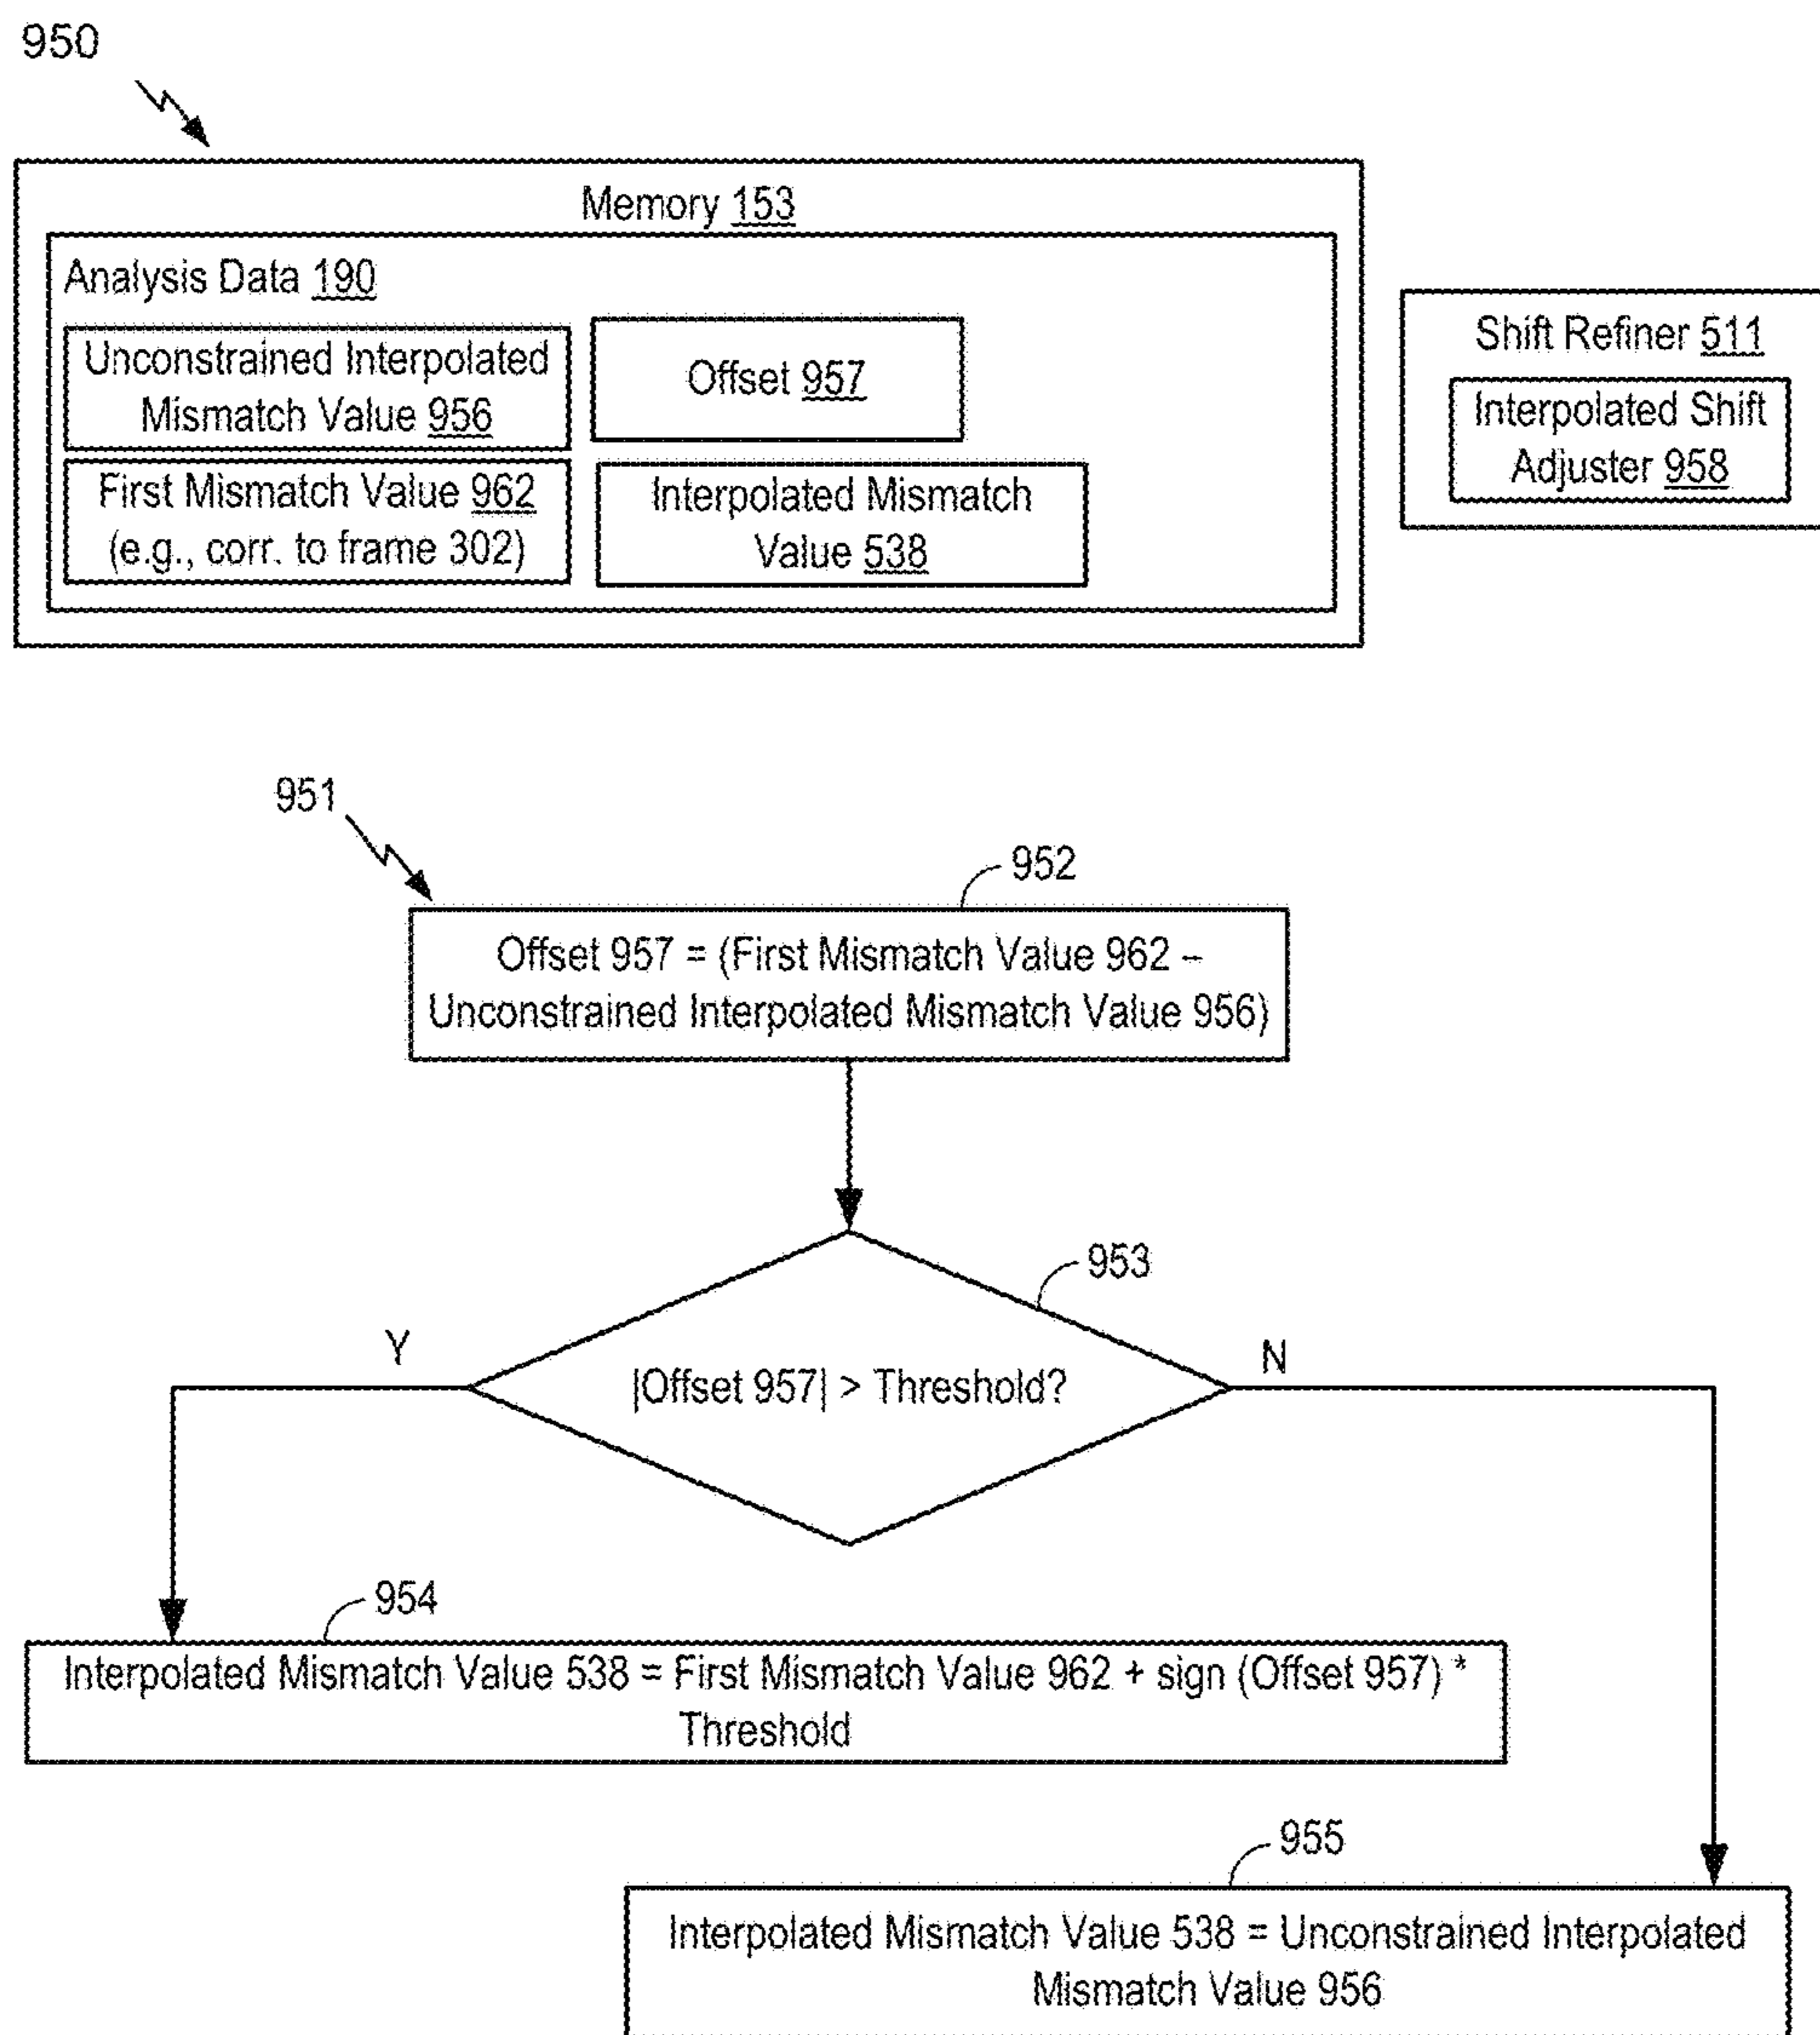 950
Memory 153
Analysis Data 190
Unconstrained Interpolated
Mismatch Value 956
Offset 957
First Mismatch Value 962
(e.g., corr. to frame 302)
Interpolated Mismatch
Value 538
Shift Refiner 511
Interpolated Shift
Adjuster 958
951
952
Offset 957 = (First Mismatch Value 962 –
Unconstrained Interpolated Mismatch Value 956)
953
Y
|Offset 957| > Threshold?
N
954
Interpolated Mismatch Value 538 = First Mismatch Value 962 + sign (Offset 957) *
Threshold
955
Interpolated Mismatch Value 538 = Unconstrained Interpolated
Mismatch Value 956